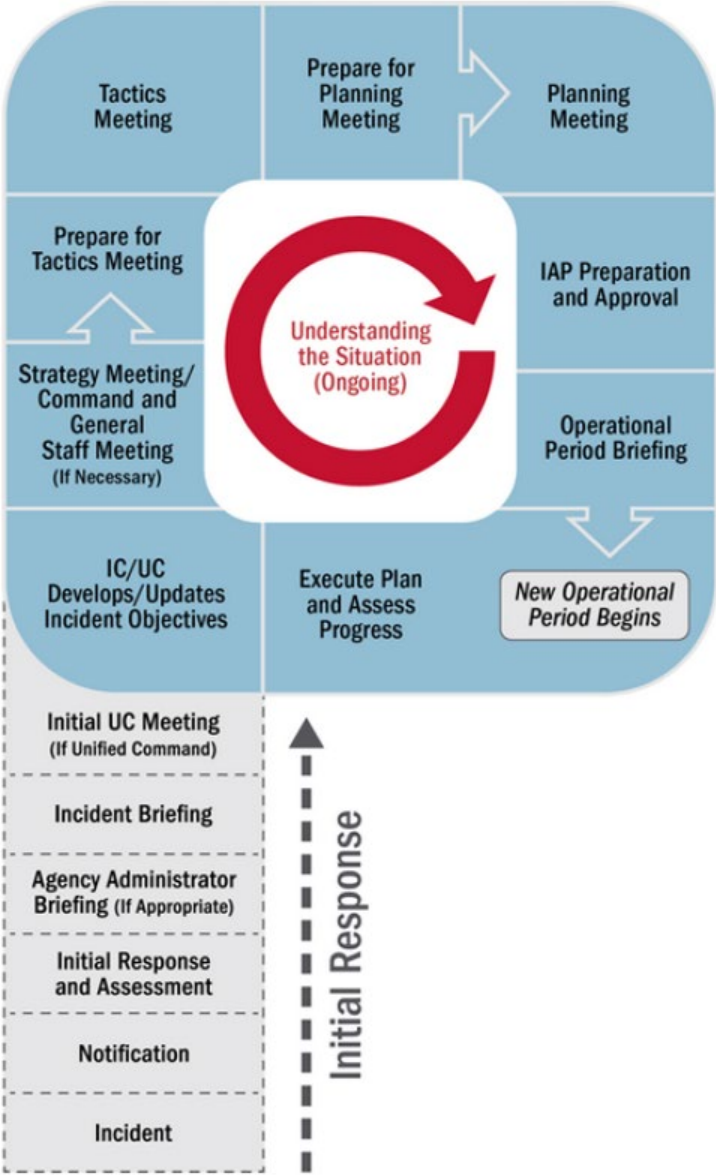 Tactics
Meeting
Prepare for
Planning
Meeting
Planning
Meeting
Prepare for
Tactics Meeting
IAP Preparation
and Approval
Understanding
the Situation
(Ongoing)
Strategy Meeting/
Command and
General
Staff Meeting
(If Necessary)
Operational
Period Briefing
IC/UC
Develops/Updates
Incident Objectives
Execute Plan
and Assess
Progress
New Operational
Period Begins
Initial UC Meeting
(If Unified Command)
Incident Briefing
Agency Administrator
Briefing (If Appropriate)
Initial Response
and Assessment
Notification
Incident
Initial Response